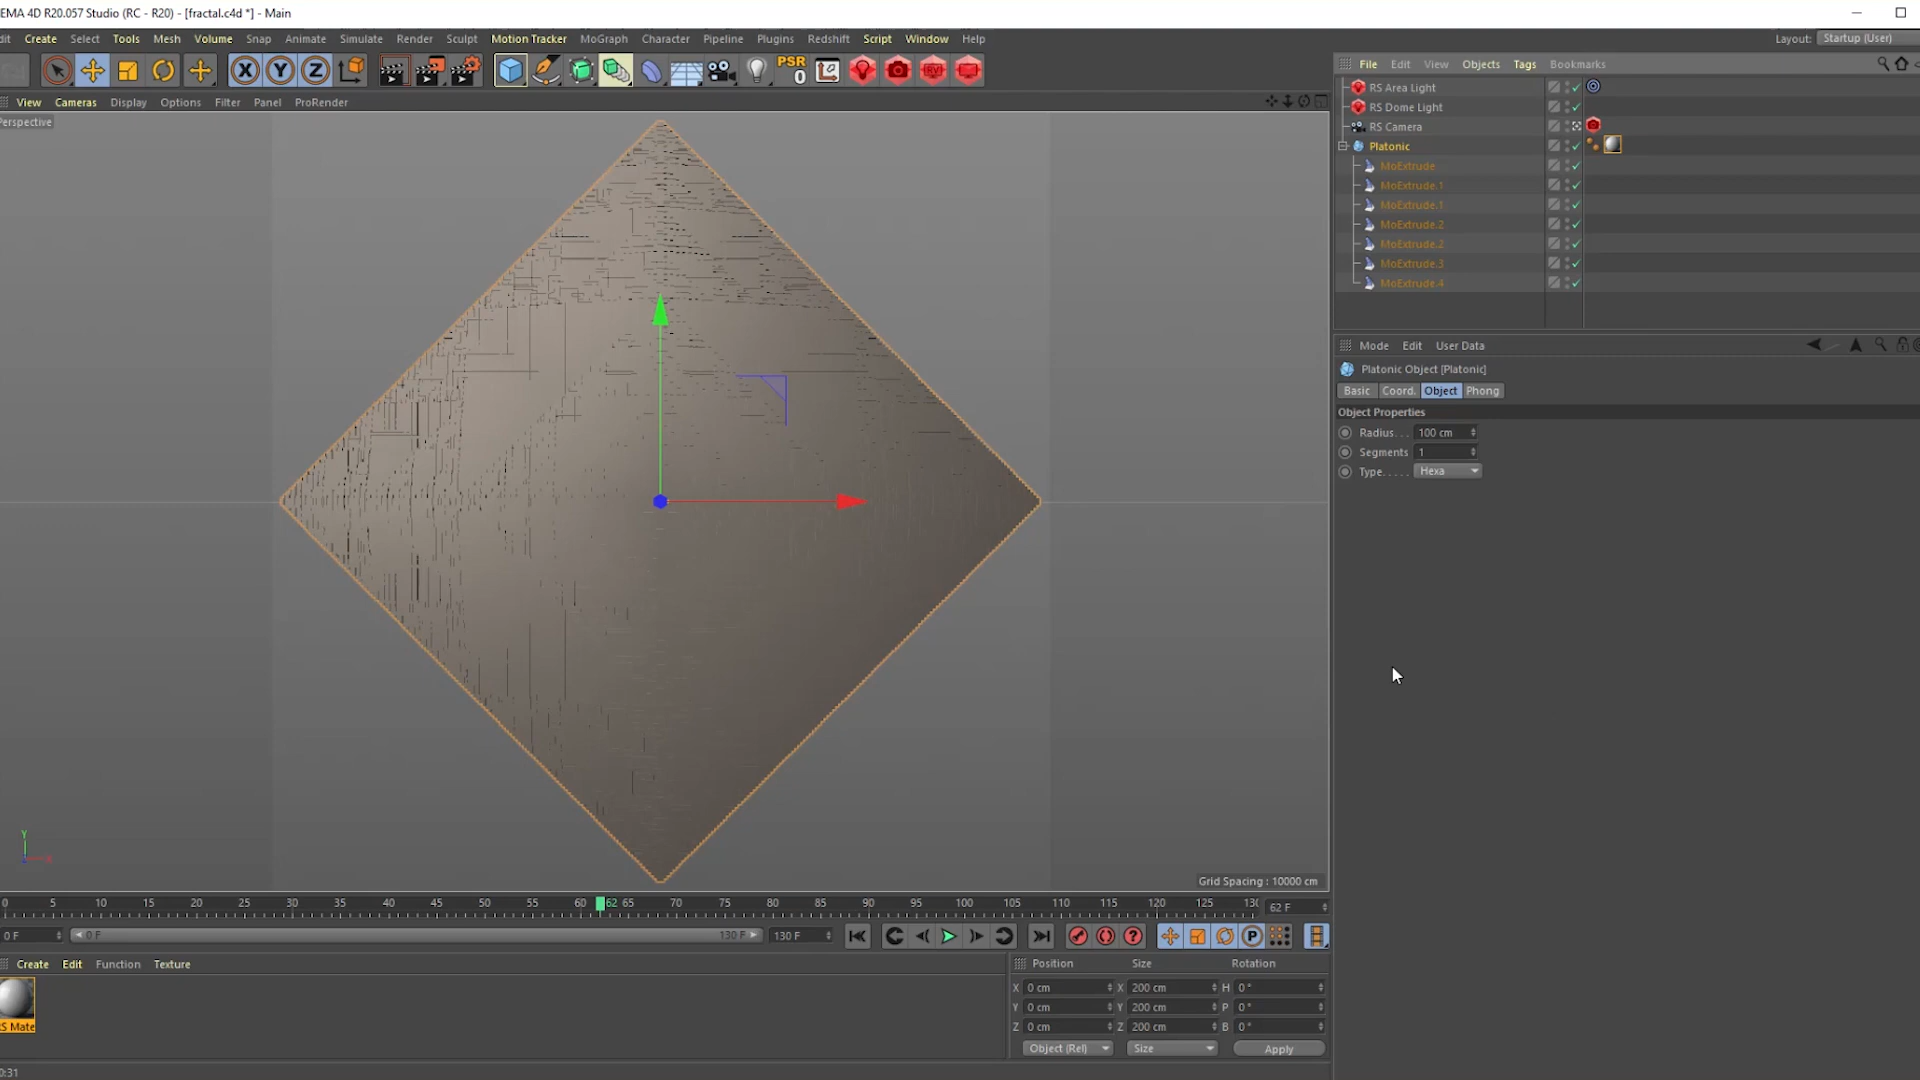 EMA 4D R20.057 Studio (RC - R20) - [fractal.c4d *] - Main
dit Create Select Tools Mesh Volume Snap Animate Simulate Render Sculpt Motion Tracker MoGraph Character Pipeline Plugins Redshift Script Window Help
Layout: Startup (User)
X Y Z PSR 0 RV
File Edit View Objects Tags Bookmarks
View Cameras Display Options Filter Panel ProRender
Perspective
RS Area Light
RS Dome Light
RS Camera
Platonic
MoExtrude
MoExtrude.1
MoExtrude.1
MoExtrude.2
MoExtrude.2
MoExtrude.3
MoExtrude.4
Mode Edit User Data
Platonic Object [Platonic]
Basic Coord. Object Phong
Object Properties
Radius. . . 100 cm
Segments 1
Type. . . . . Hexa
Y
Grid Spacing : 10000 cm
0 5 10 15 20 25 30 35 40 45 50 55 60 62 65 70 75 80 85 90 95 100 105 110 115 120 125 130 62 F
0 F 0 F 130 F 130 F
Create Edit Function Texture
Position Size Rotation
X 0 cm X 200 cm H 0 °
Y 0 cm Y 200 cm P 0 °
Z 0 cm Z 200 cm B 0 °
Object (Rel) Size Apply
RS Mate
0:31